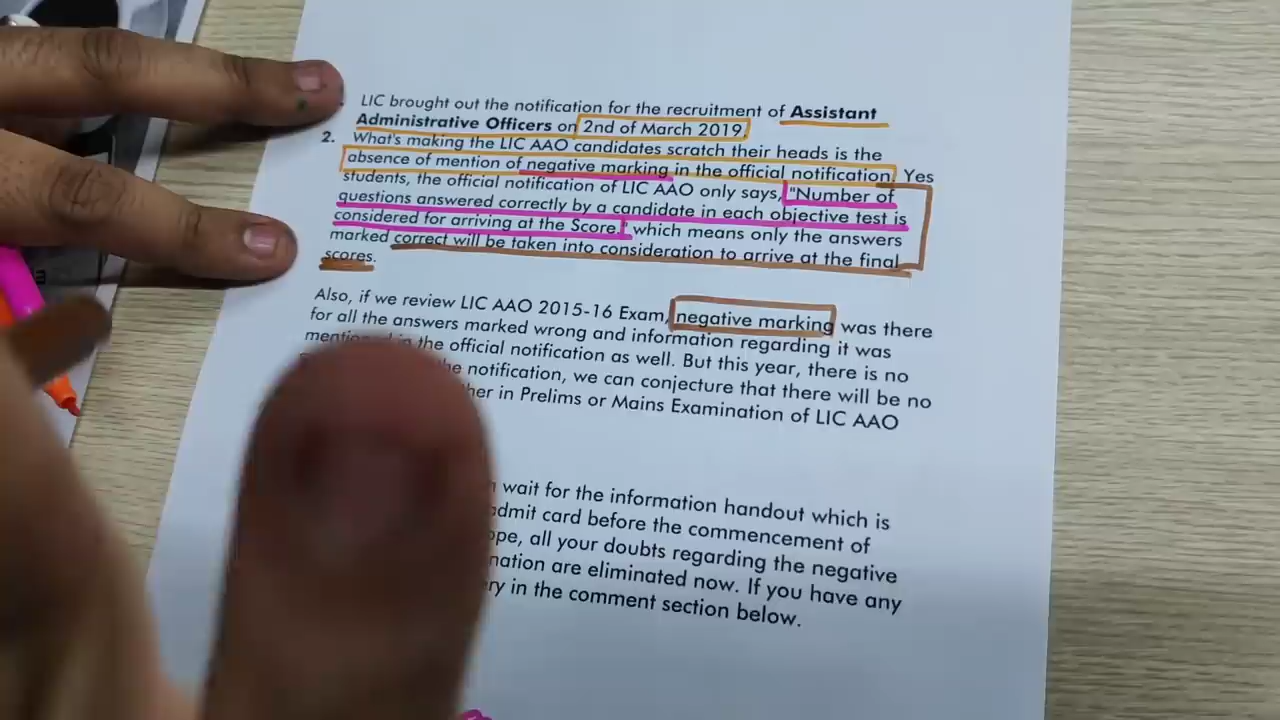 LIC brought out the notification for the recruitment of Assistant
Administrative Officers on 2nd of March 2019.
2. What's making the LIC AAO candidates scratch their heads is the
absence of mention of negative marking in the official notification. Yes
students, the official notification of LIC AAO only says, "Number of
questions answered correctly by a candidate in each objective test is
considered for arriving at the Score." which means only the answers
marked correct will be taken into consideration to arrive at the final
scores.
Also, if we review LIC AAO 2015-16 Exam, negative marking was there
for all the answers marked wrong and information regarding it was
in the official notification as well. But this year, there is no
the notification, we can conjecture that there will be no
in Prelims or Mains Examination of LIC AAO
wait for the information handout which is
admit card before the commencement of
all your doubts regarding the negative
are eliminated now. If you have any
in the comment section below.